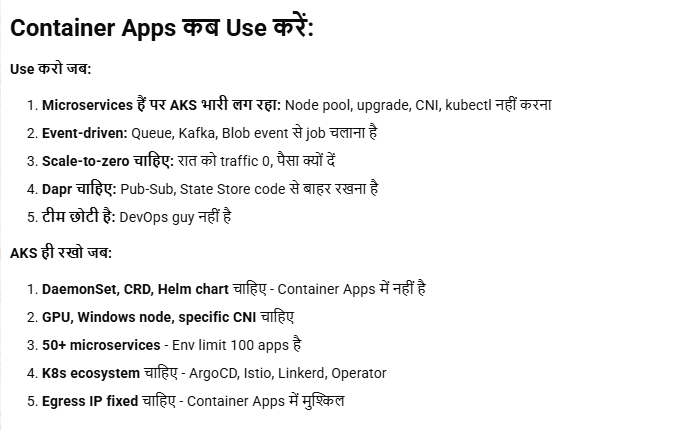 Container Apps कब Use करें:
Use करो जब:
1. Microservices हैं पर AKS भारी लग रहा: Node pool, upgrade, CNI, kubectl नहीं करना
2. Event-driven: Queue, Kafka, Blob event से job चलाना है
3. Scale-to-zero चाहिए: रात को traffic 0, पैसा क्यों दें
4. Dapr चाहिए: Pub-Sub, State Store code से बाहर रखना है
5. टीम छोटी है: DevOps guy नहीं है
AKS ही रखो जब:
1. DaemonSet, CRD, Helm chart चाहिए - Container Apps में नहीं है
2. GPU, Windows node, specific CNI चाहिए
3. 50+ microservices - Env limit 100 apps है
4. K8s ecosystem चाहिए - ArgoCD, Istio, Linkerd, Operator
5. Egress IP fixed चाहिए - Container Apps में मुश्किल